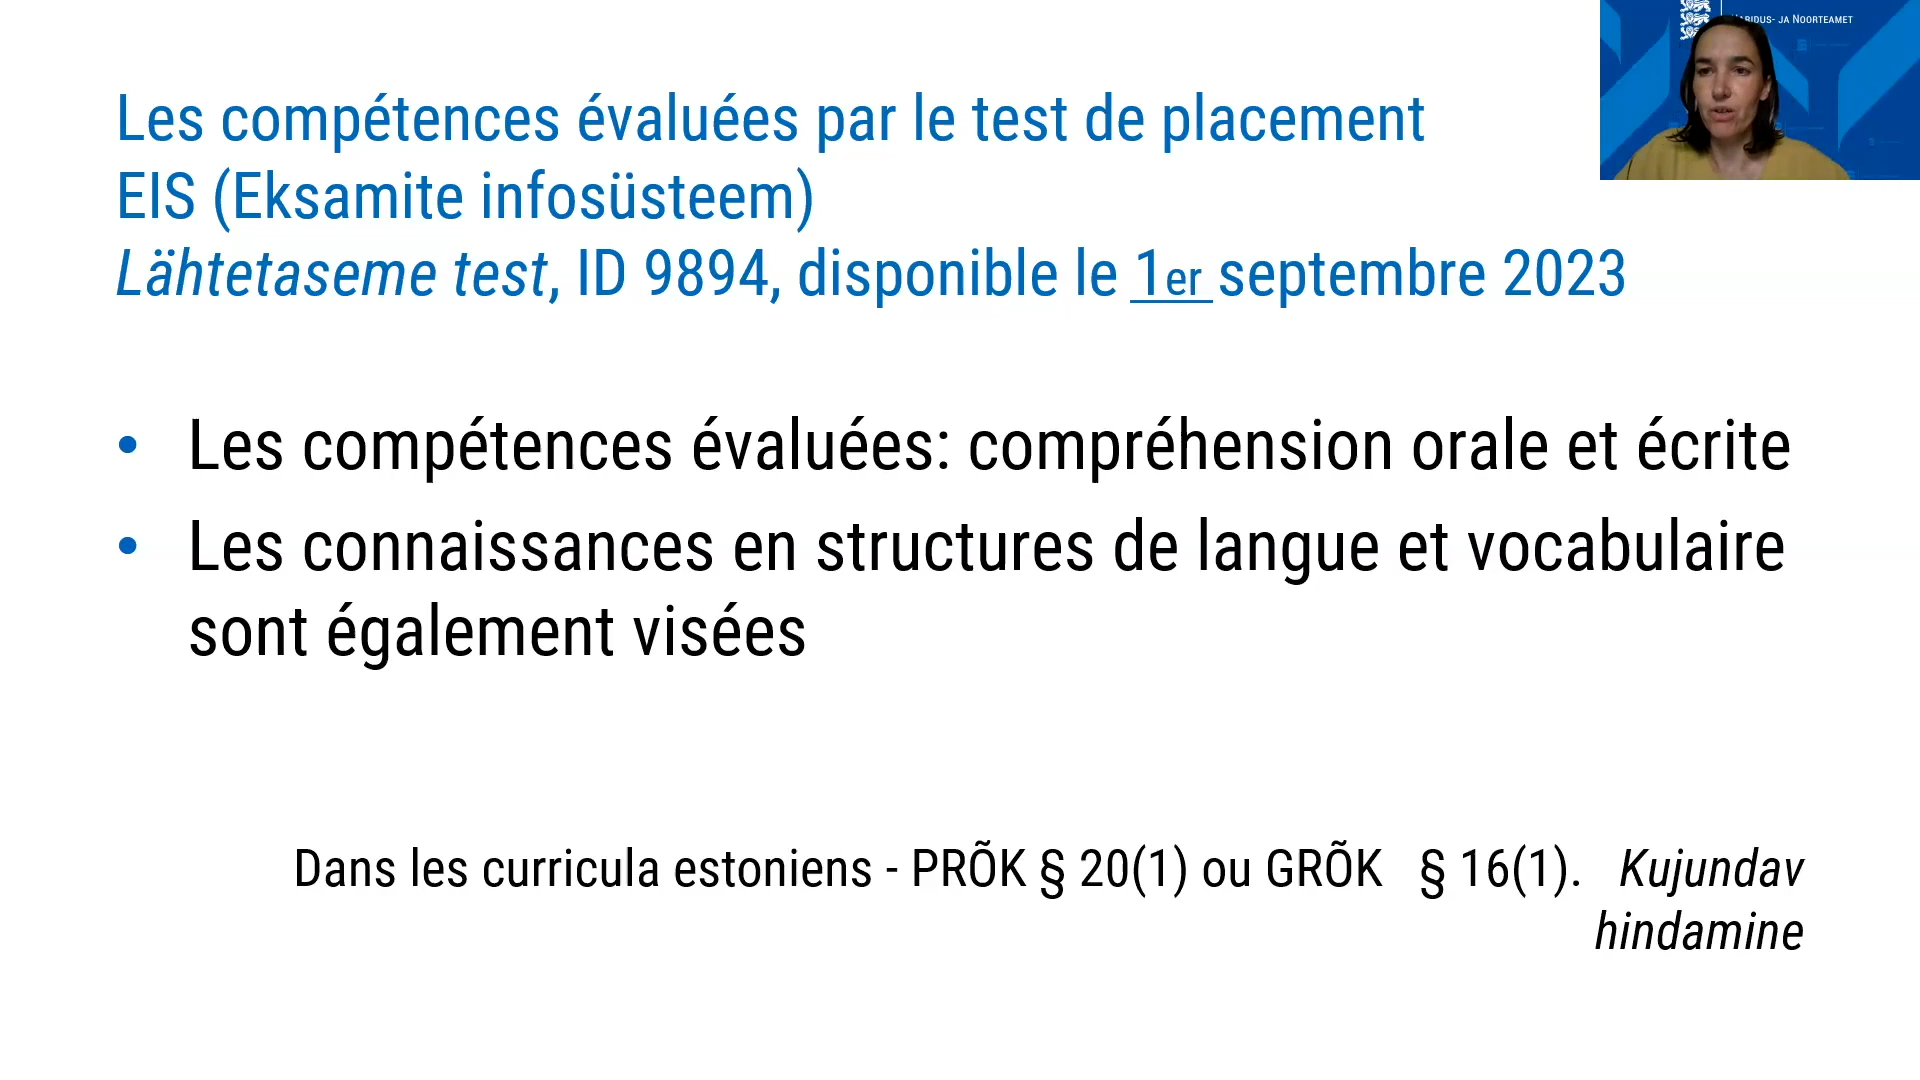 Haridus- ja Noorteamet
Les compétences évaluées par le test de placement
EIS (Eksamite infosüsteem)
Lähtetaseme test, ID 9894, disponible le 1er septembre 2023
• Les compétences évaluées: compréhension orale et écrite
• Les connaissances en structures de langue et vocabulaire
sont également visées
Dans les curricula estoniens - PRÕK § 20(1) ou GRÕK § 16(1). Kujundav
hindamine